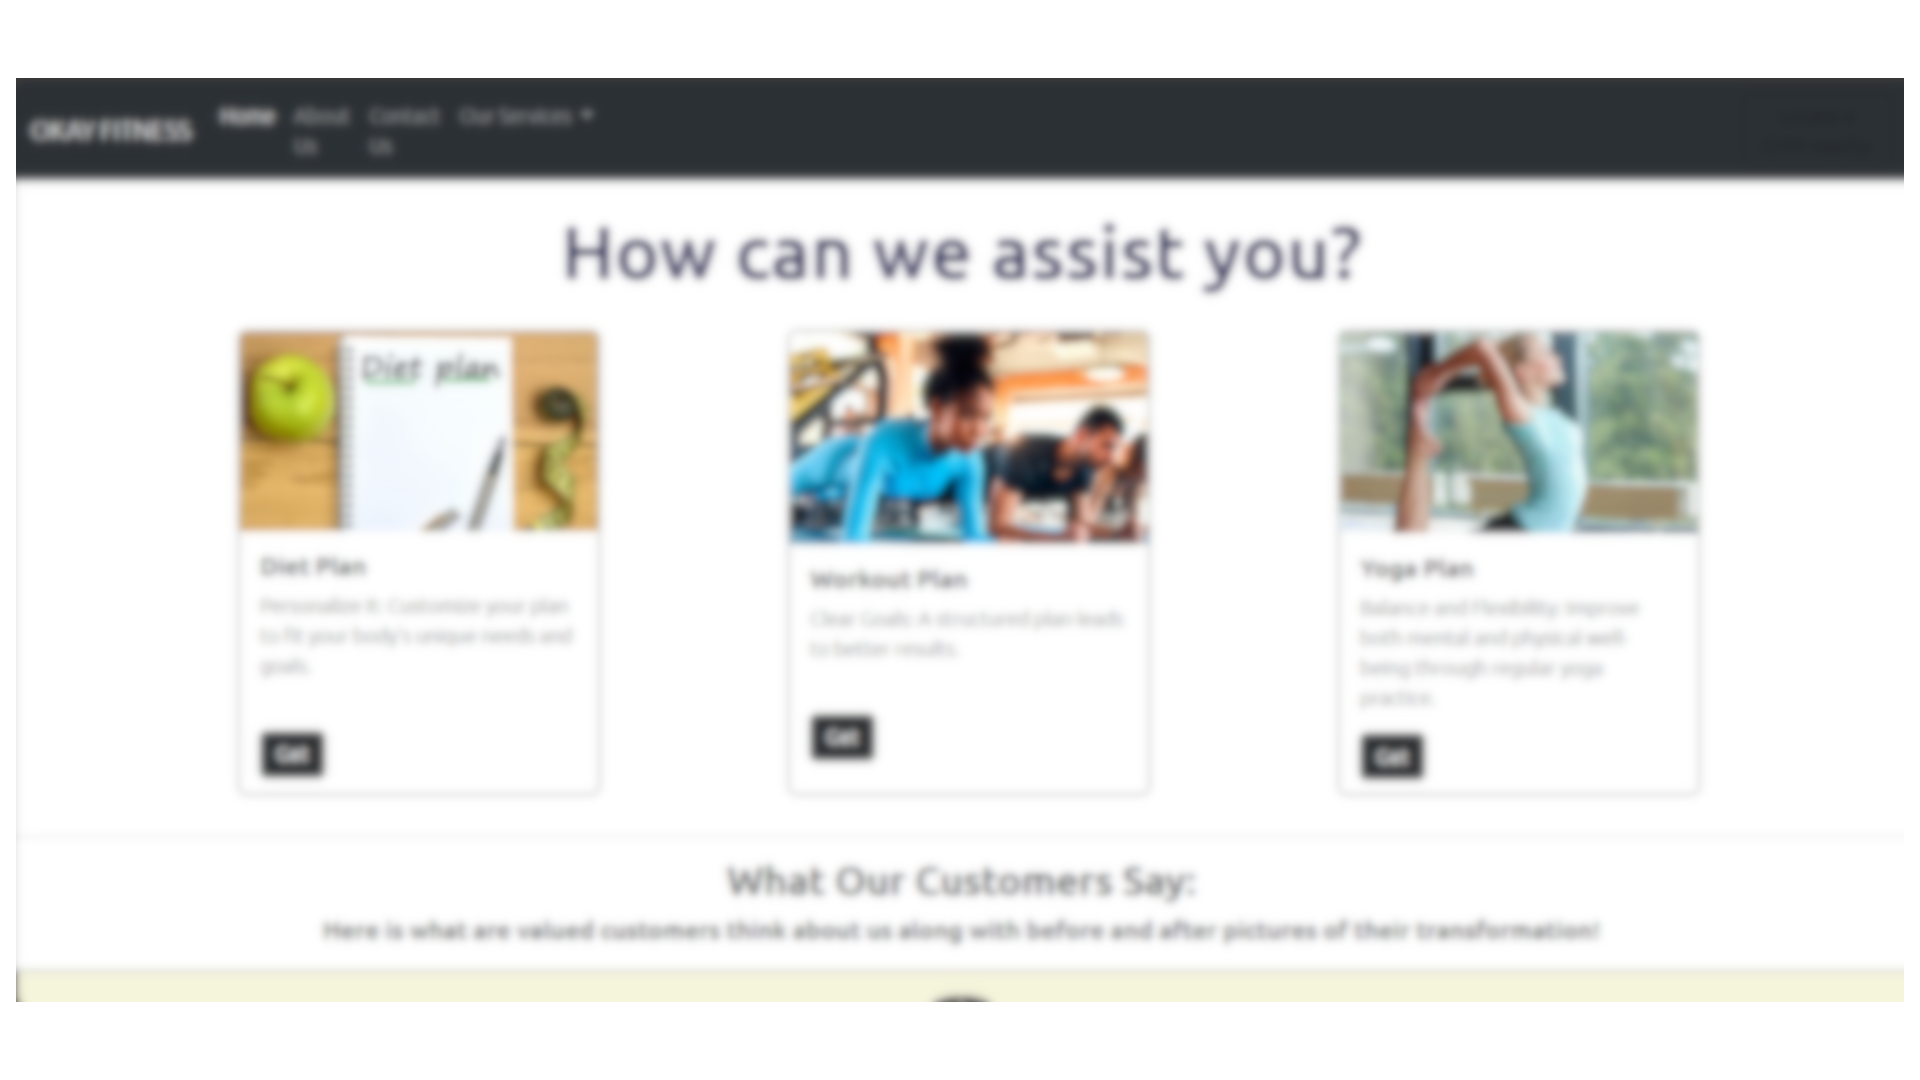 OKAY FITNESS
Home
About
Us
Contact
Us
Our Services
How can we assist you?
Diet plan
Diet Plan
Personalize It: Customize your plan
to fit your body's unique needs and
goals.
Get
Workout Plan
Clear Goals: A structured plan leads
to better results.
Get
Yoga Plan
Balance and Flexibility: Improve
both mental and physical well-
being through regular yoga
practice.
Get
What Our Customers Say:
Here is what are valued customers think about us along with before and after pictures of their transformation!